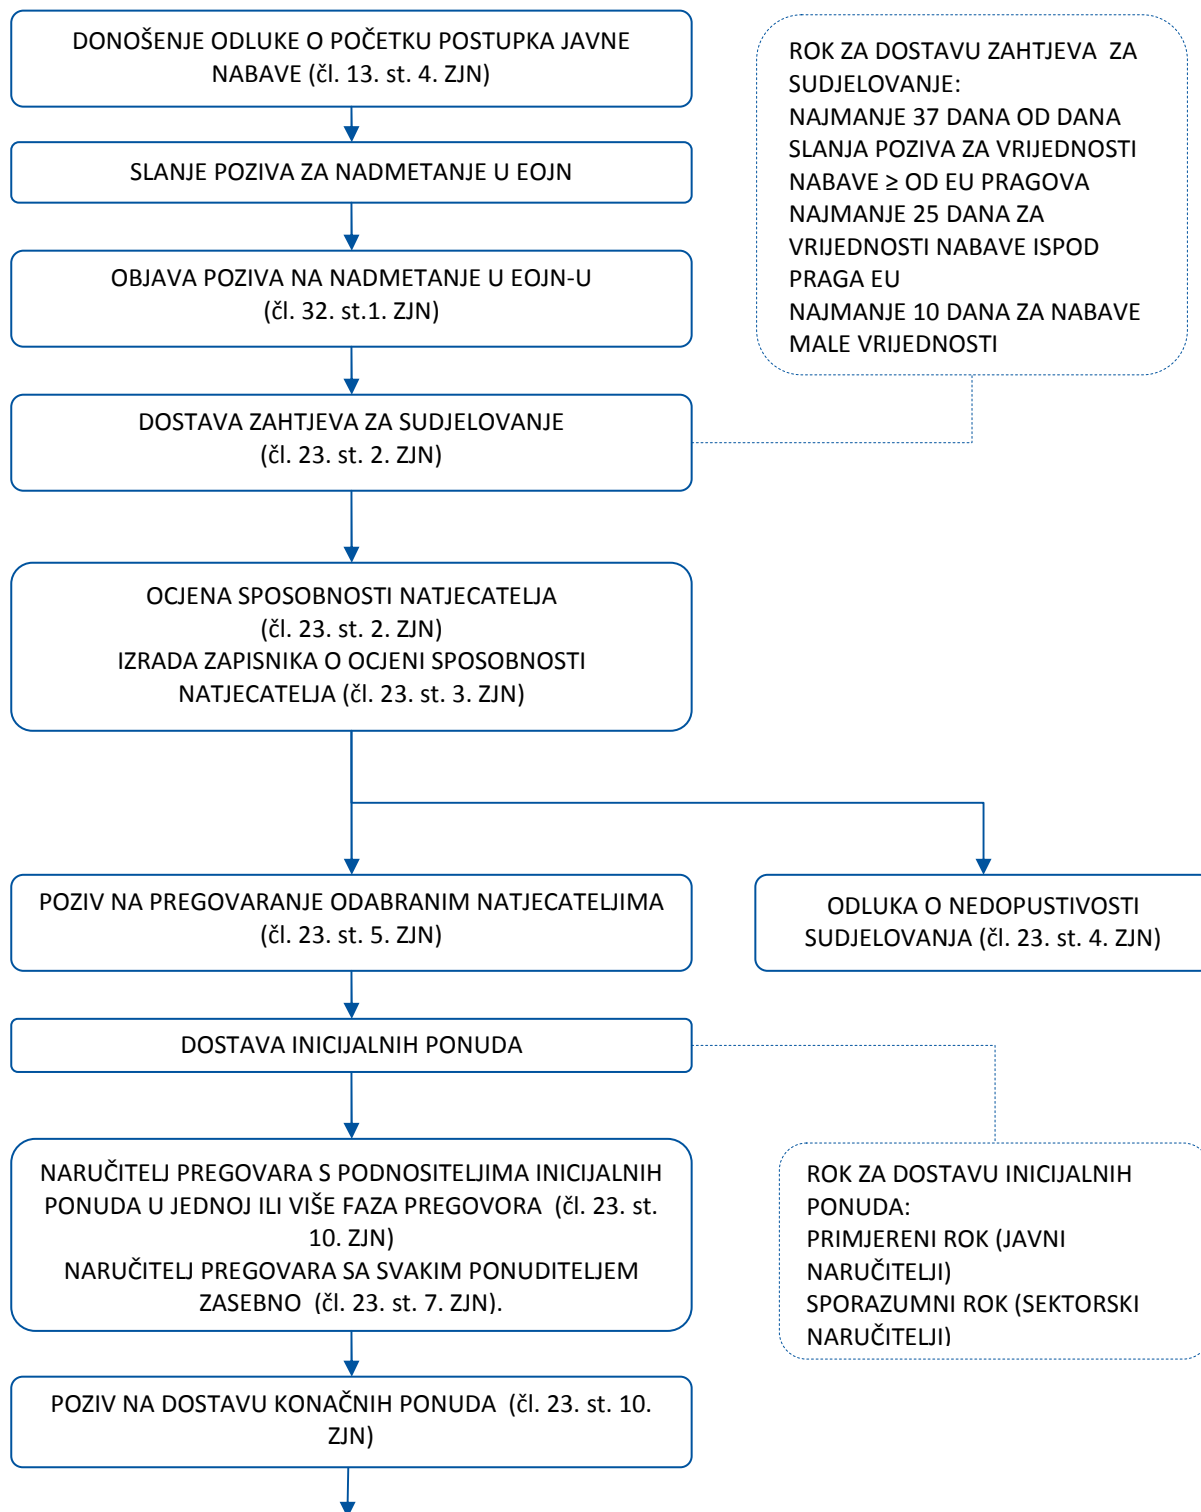 DONOŠENJE ODLUKE O POČETKU POSTUPKA JAVNE
NABAVE (čl. 13. st. 4. ZJN)
SLANJE POZIVA ZA NADMETANJE U EOJN
OBJAVA POZIVA NA NADMETANJE U EOJN-U
(čl. 32. st.1. ZJN)
ROK ZA DOSTAVU ZAHTJEVA ZA
SUDJELOVANJE:
NAJMANJE 37 DANA OD DANA
SLANJA POZIVA ZA VRIJEDNOSTI
NABAVE ≥ OD EU PRAGOVA
NAJMANJE 25 DANA ZA
VRIJEDNOSTI NABAVE ISPOD
PRAGA EU
NAJMANJE 10 DANA ZA NABAVE
MALE VRIJEDNOSTI
DOSTAVA ZAHTJEVA ZA SUDJELOVANJE
(čl. 23. st. 2. ZJN)
OCJENA SPOSOBNOSTI NATJECATELJA
(čl. 23. st. 2. ZJN)
IZRADA ZAPISNIKA O OCJENI SPOSOBNOSTI
NATJECATELJA (čl. 23. st. 3. ZJN)
POZIV NA PREGOVARANJE ODABRANIM NATJECATELJIMA
(čl. 23. st. 5. ZJN)
ODLUKA O NEDOPUSTIVOSTI
SUDJELOVANJA (čl. 23. st. 4. ZJN)
DOSTAVA INICIJALNIH PONUDA
NARUČITELJ PREGOVARA S PODNOSITELJIMA INICIJALNIH
PONUDA U JEDNOJ ILI VIŠE FAZA PREGOVORA (čl. 23. st.
10. ZJN)
NARUČITELJ PREGOVARA SA SVAKIM PONUDITELJEM
ZASEBNO (čl. 23. st. 7. ZJN).
ROK ZA DOSTAVU INICIJALNIH
PONUDA:
PRIMJERENI ROK (JAVNI
NARUČITELJI)
SPORAZUMNI ROK (SEKTORSKI
NARUČITELJI)
POZIV NA DOSTAVU KONAČNIH PONUDA (čl. 23. st. 10.
ZJN)